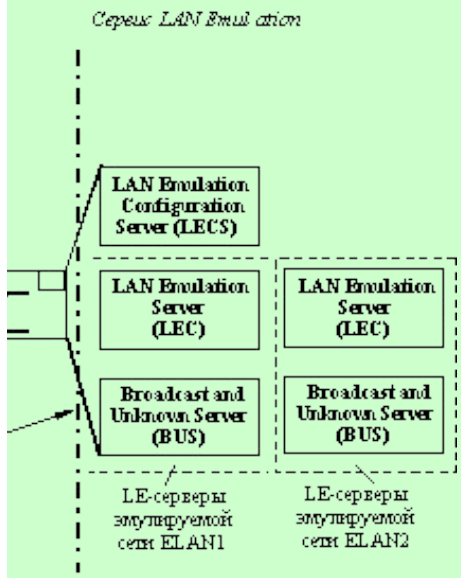 Сервис LAN Emulation
LAN Emulation
Configuration
Server (LECS)
LAN Emulation
Server
(LEC)
LAN Emulation
Server
(LEC)
Broadcast and
Unknown Server
(BUS)
Broadcast and
Unknown Server
(BUS)
LE-серверы
эмулируемой
сети ELAN1
LE-серверы
эмулируемой
сети ELAN2